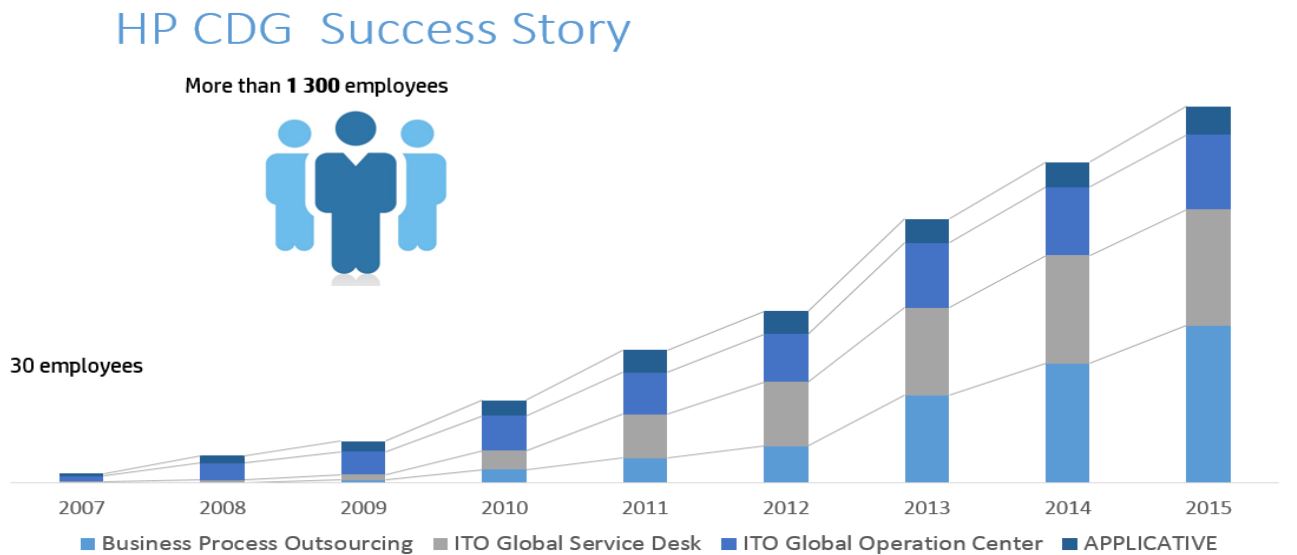 HP CDG Success Story
More than 1 300 employees
30 employees
2007 2008 2009 2010 2011 2012 2013 2014 2015
Business Process Outsourcing ITO Global Service Desk ITO Global Operation Center APPLICATIVE